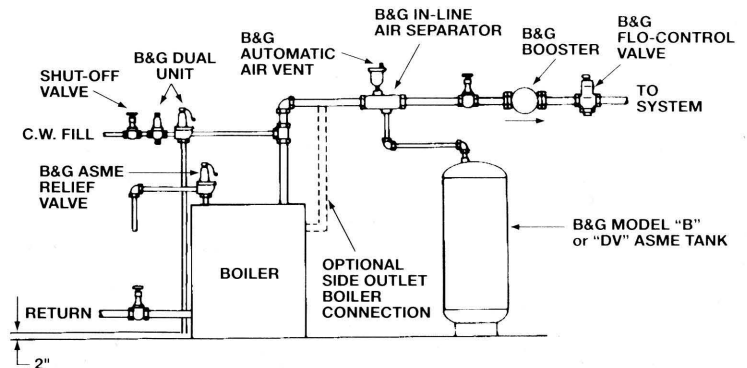 B&G IN-LINE
AIR SEPARATOR
B&G
AUTOMATIC
AIR VENT
B&G
BOOSTER
B&G
FLO-CONTROL
VALVE
SHUT-OFF
VALVE
B&G DUAL
UNIT
TO
SYSTEM
C.W. FILL
B&G ASME
RELIEF
VALVE
B&G MODEL “B”
or “DV” ASME TANK
BOILER
OPTIONAL
SIDE OUTLET
BOILER
CONNECTION
RETURN
2"